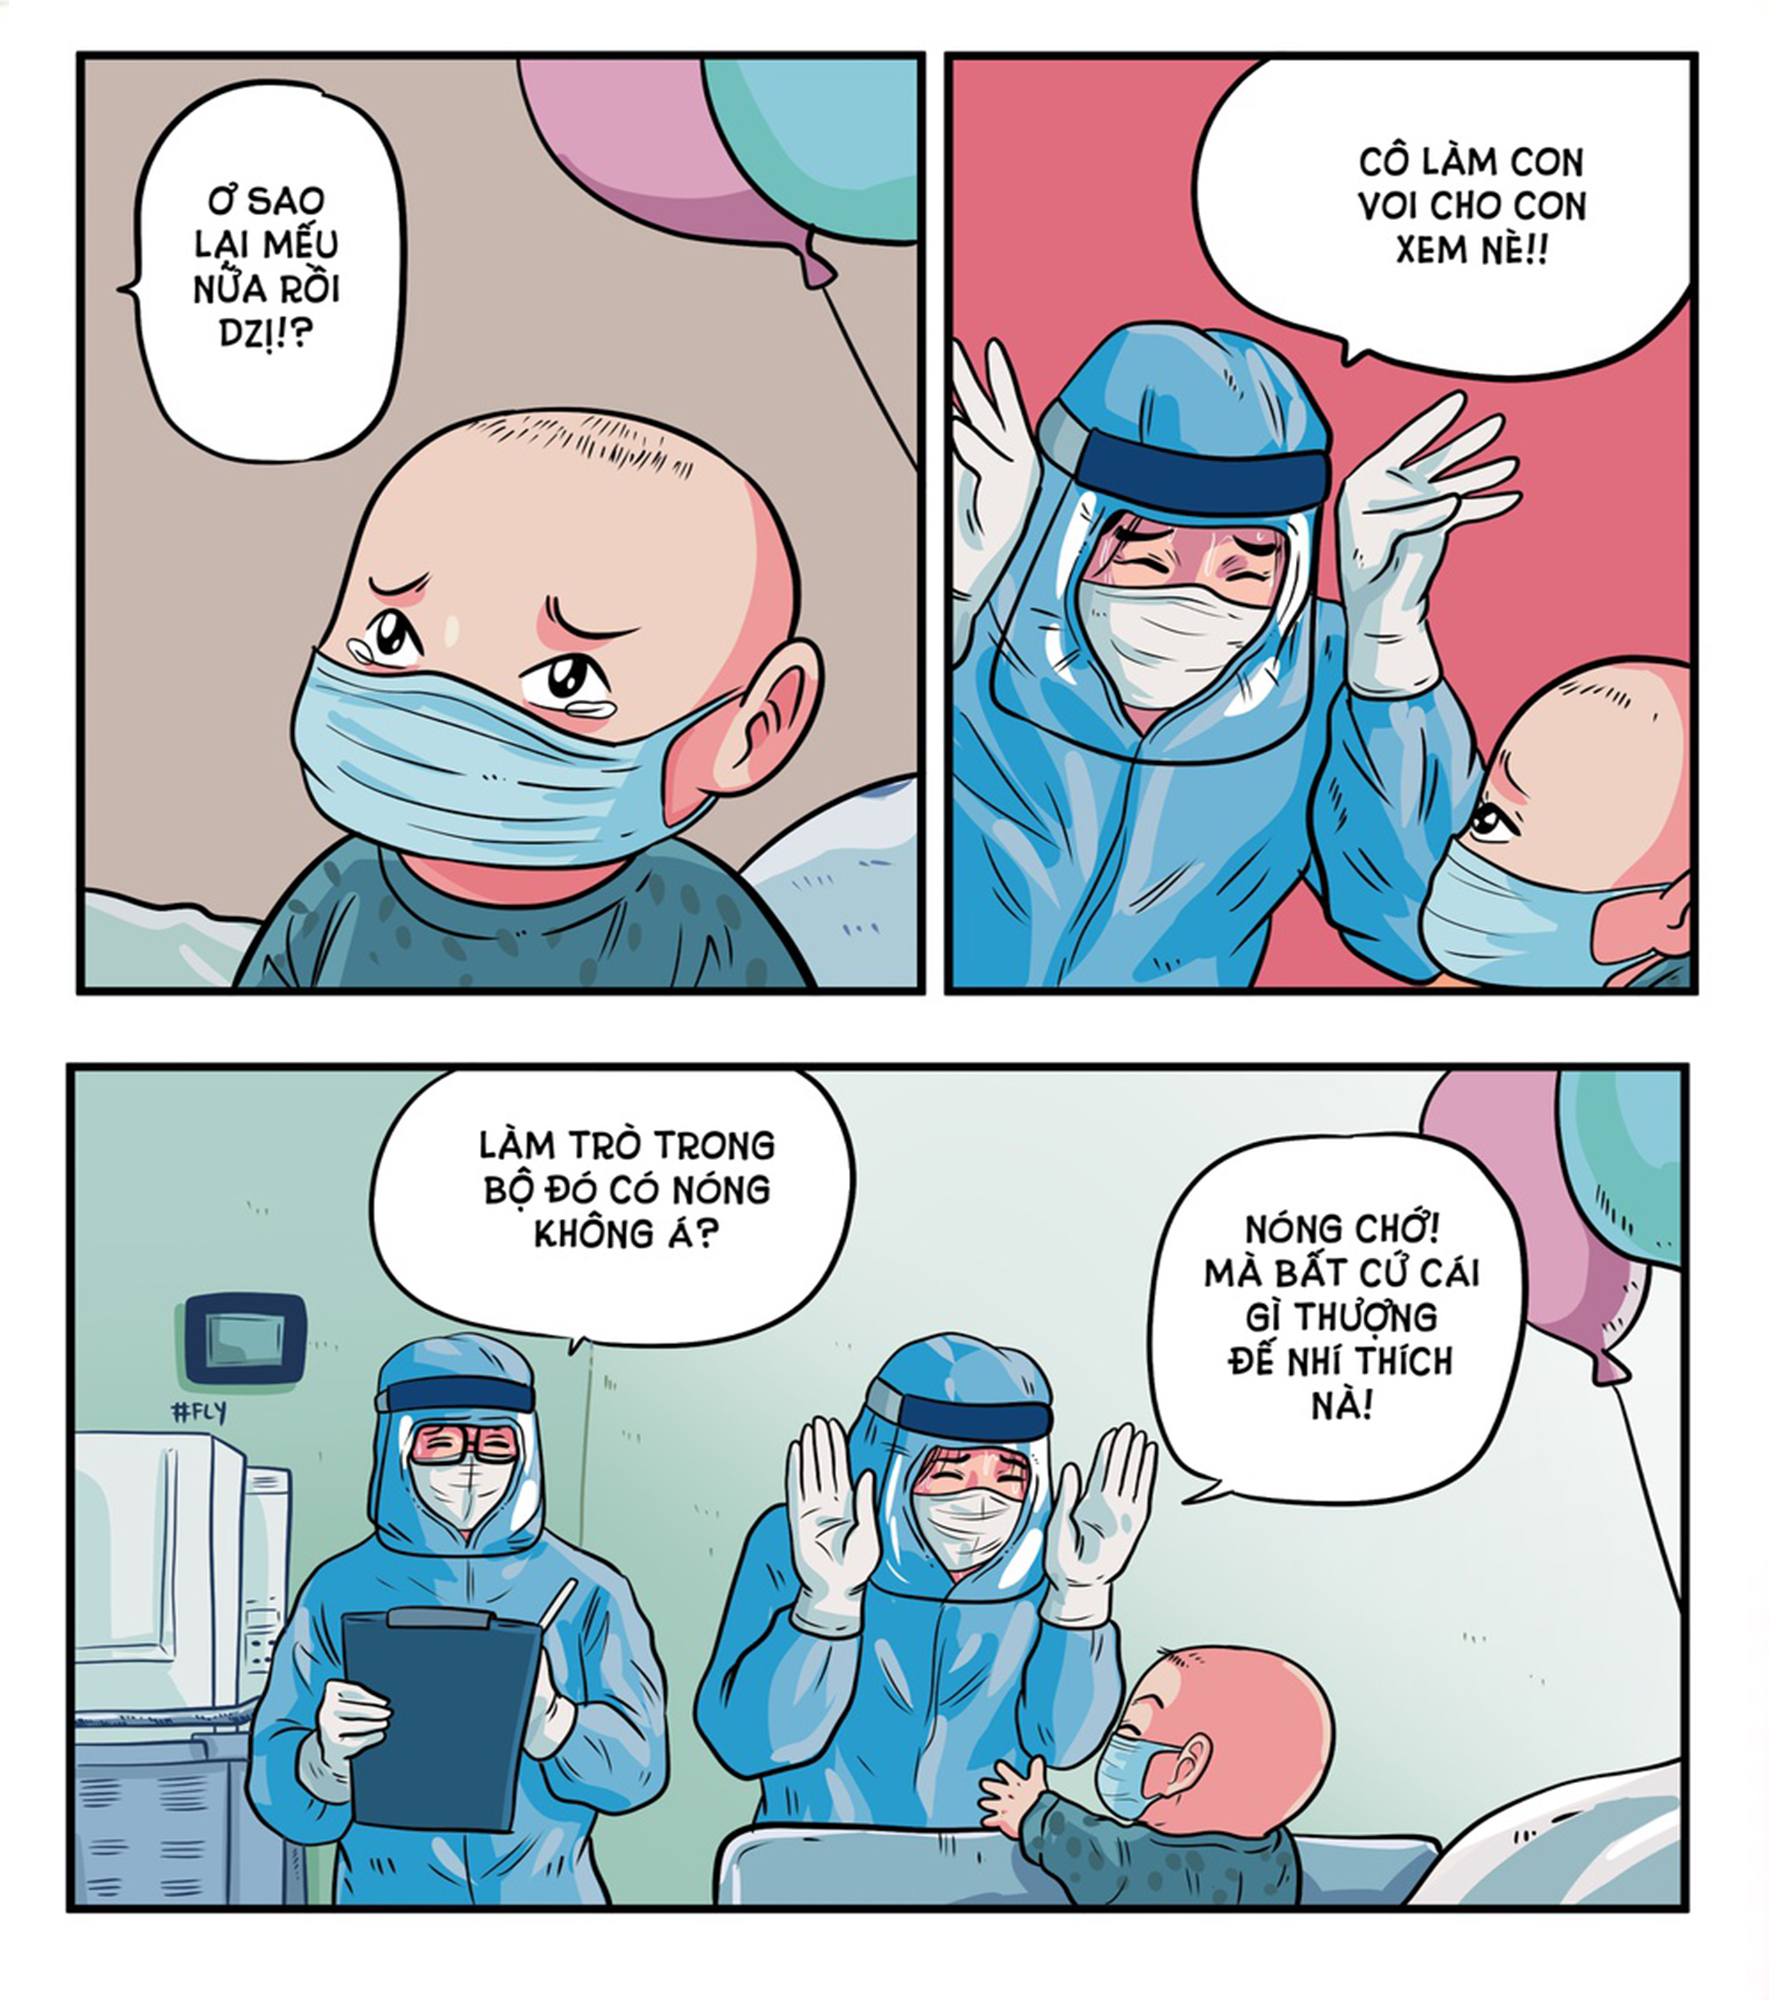 Ơ SAO
LẠI MẾU
NỮA RỒI
DZỊ!?
CÔ LÀM CON
VOI CHO CON
XEM NÈ!!
LÀM TRÒ TRONG
BỘ ĐÓ CÓ NÓNG
KHÔNG Á?
NÓNG CHỚ!
MÀ BẤT CỨ CÁI
GÌ THƯỢNG
ĐẾ NHÍ THÍCH
NÀ!
#FLY